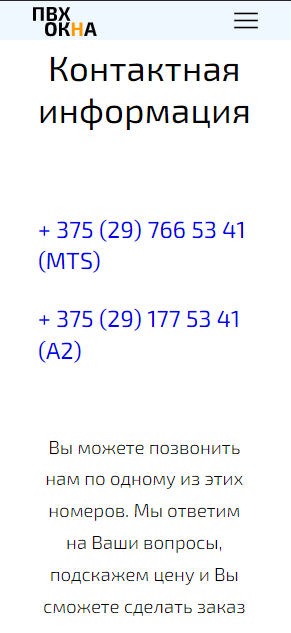 ПВХ
ОКНА
Контактная
информация
+ 375 (29) 766 53 41
(MTS)
+ 375 (29) 177 53 41
(A2)
Вы можете позвонить
нам по одному из этих
номеров. Мы ответим
на Ваши вопросы,
подскажем цену и Вы
сможете сделать заказ